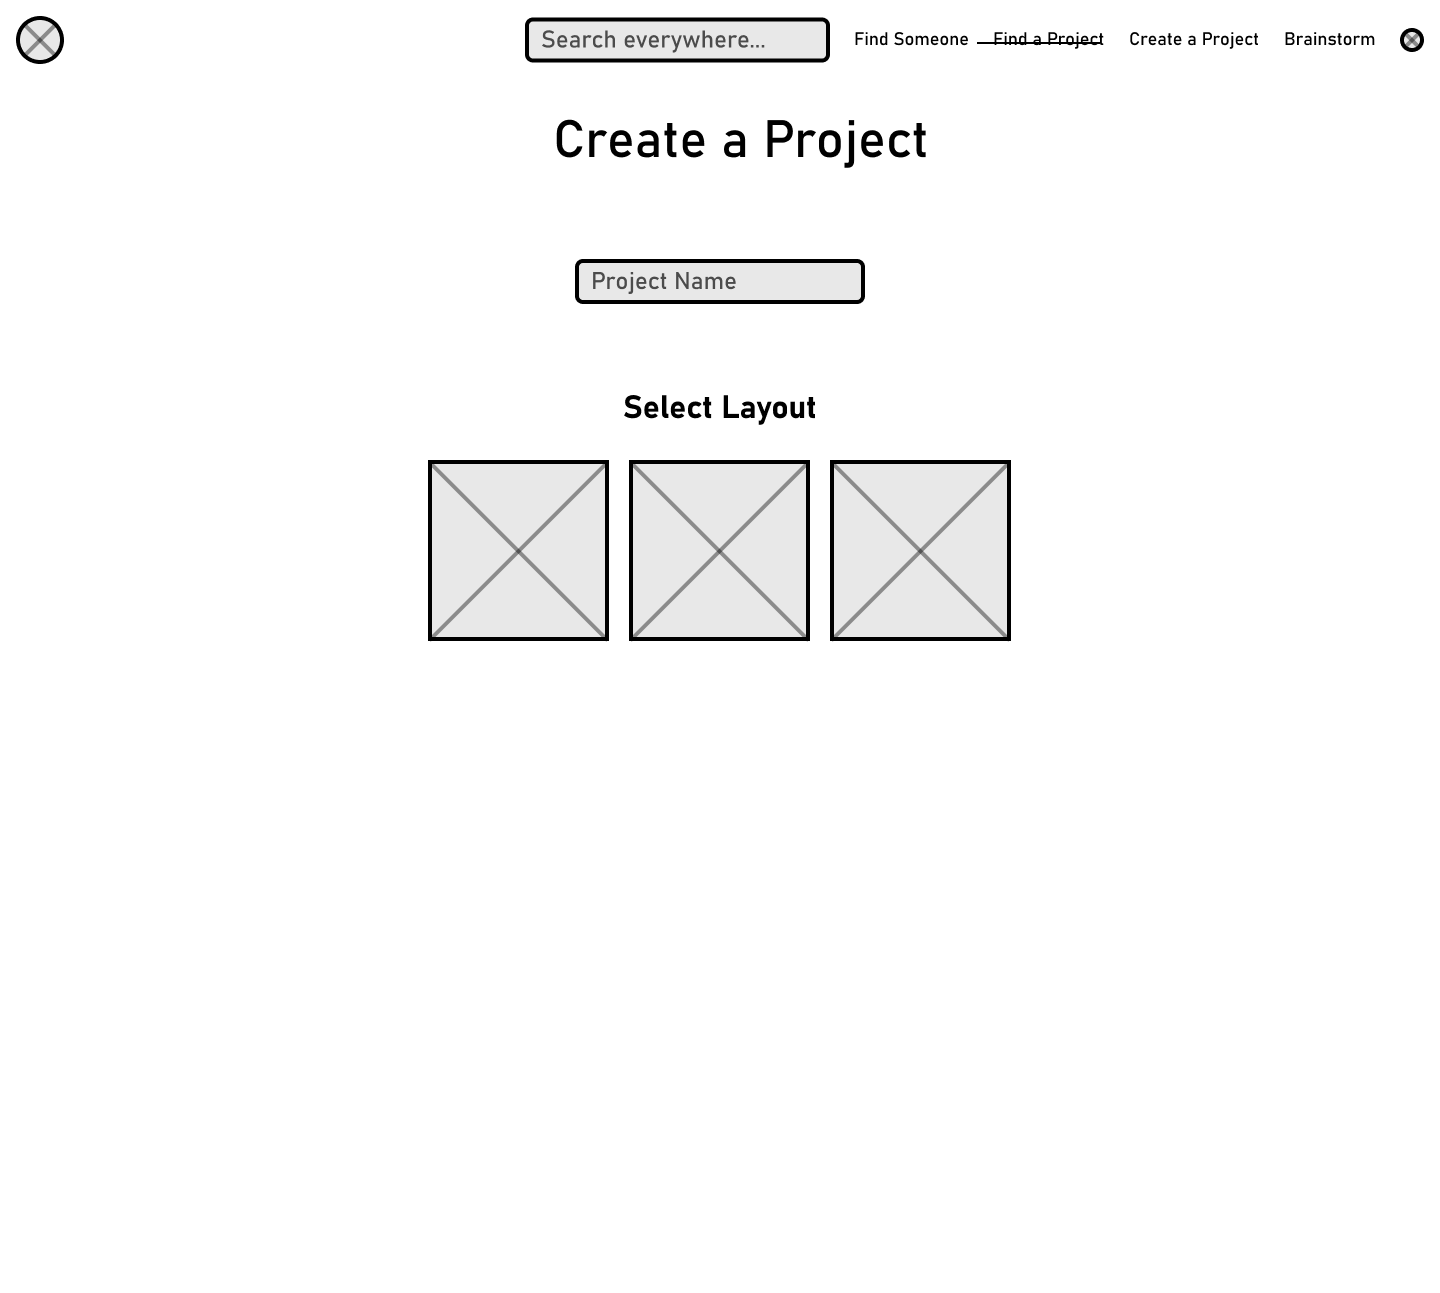 Search everywhere...
Find Someone
Find a Project
Create a Project
Brainstorm
Create a Project
Project Name
Select Layout